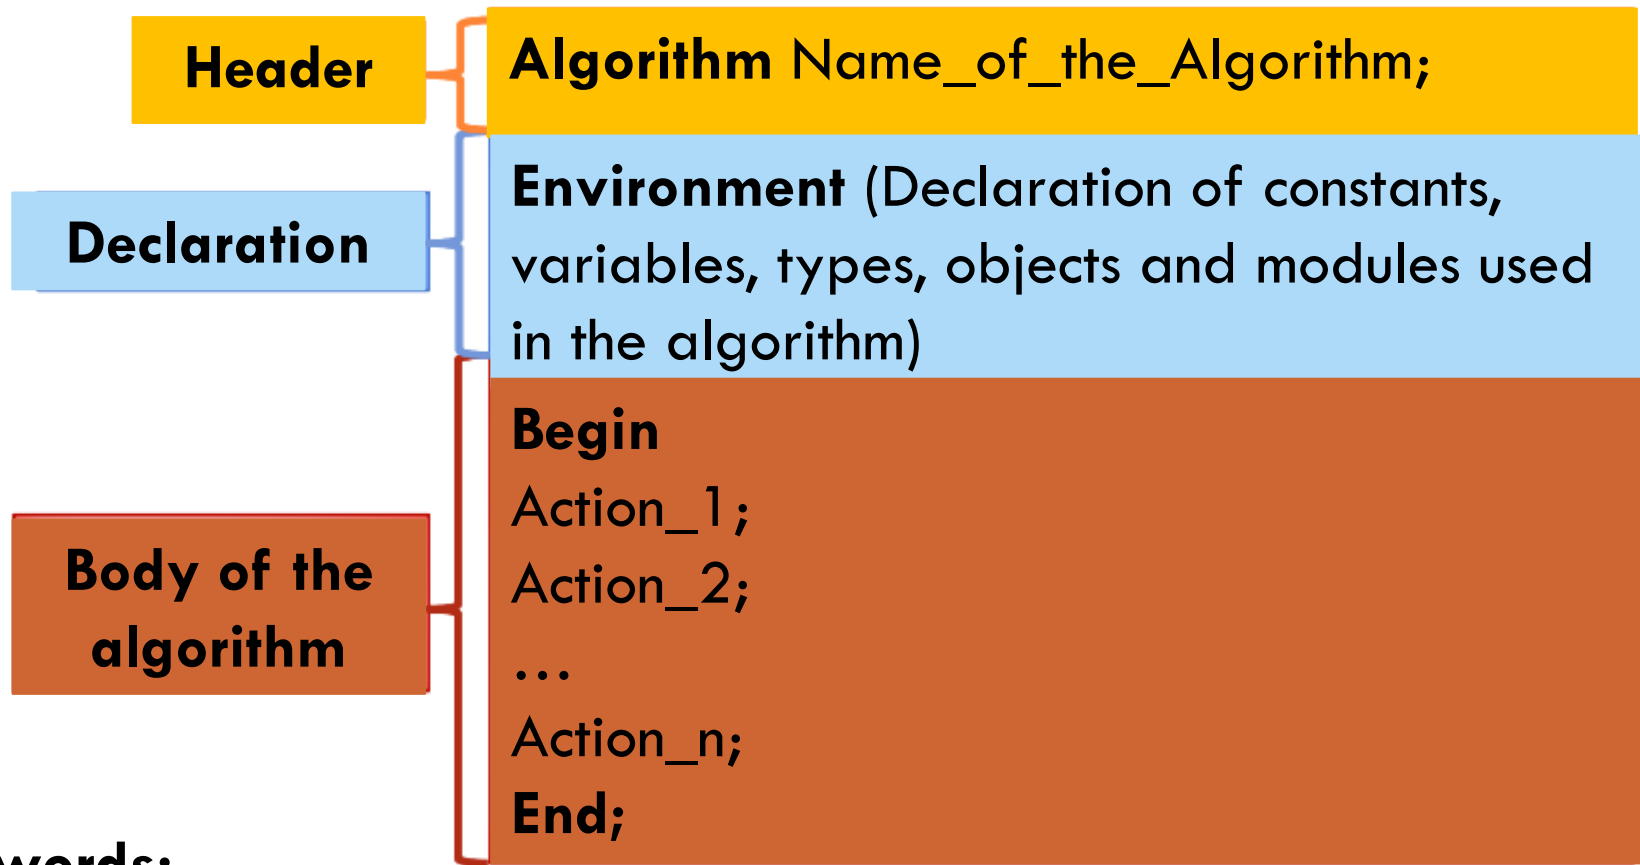 Header
Algorithm Name_of_the_Algorithm;
Declaration
Environment (Declaration of constants,
variables, types, objects and modules used
in the algorithm)
Body of the
algorithm
Begin
Action_1;
Action_2;
...
Action_n;
End;
words: